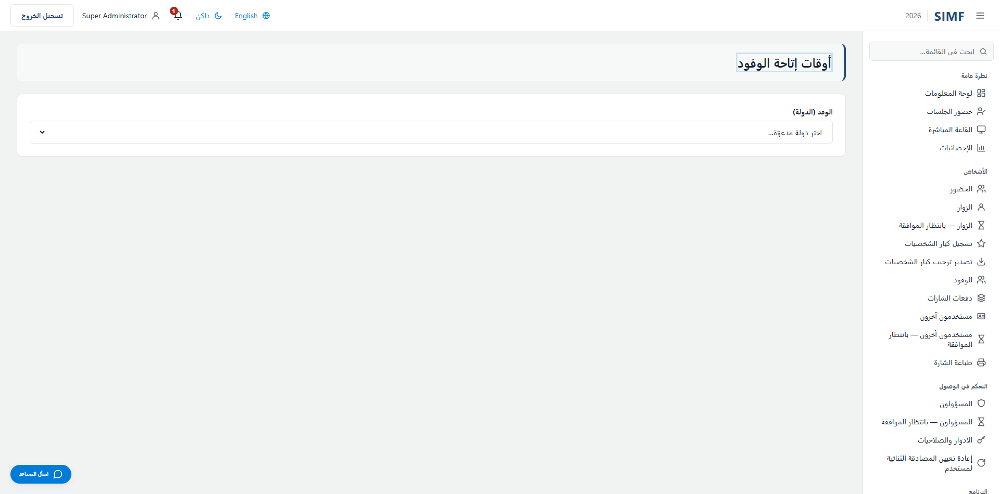 SIMF
2026
English
داكن
1
Super Administrator
تسجيل الخروج
ابحث في القائمة...
نظرة عامة
لوحة المعلومات
حضور الجلسات
القاعة المباشرة
الإحصائيات
الأشخاص
الحضور
الزوار
الزوار — بانتظار الموافقة
تسجيل كبار الشخصيات
تصدير ترحيب كبار الشخصيات
الوفود
دفعات الشارات
مستخدمون آخرون
مستخدمون آخرون — بانتظار
الموافقة
طباعة الشارة
التحكم في الوصول
المسؤولون
المسؤولون — بانتظار الموافقة
الأدوار والصلاحيات
إعادة تعيين المصادقة الثنائية
لمستخدم
البرنامج
أوقات إتاحة الوفود
الوفد (الدولة)
اختر دولة مدعوّة...
اسأل المساعد